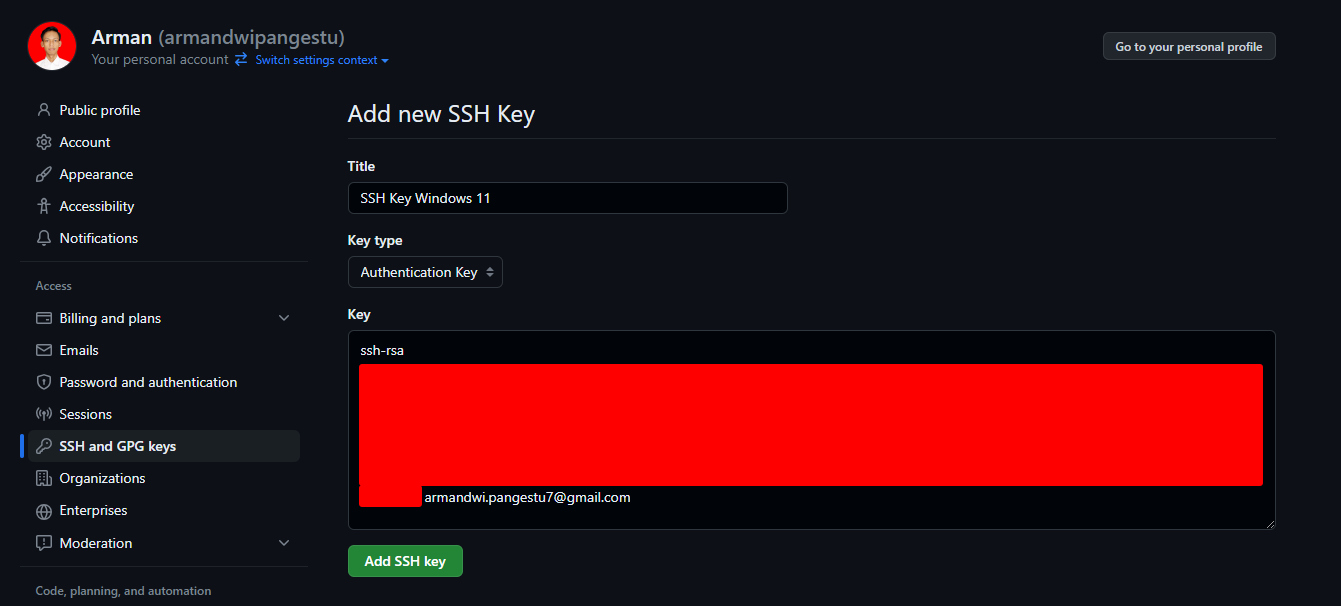 Arman (armandwipangestu)
Your personal account Switch settings context
Go to your personal profile
Public profile
Account
Appearance
Accessibility
Notifications
Access
Billing and plans
Emails
Password and authentication
Sessions
SSH and GPG keys
Organizations
Enterprises
Moderation
Code, planning, and automation
Add new SSH Key
Title
SSH Key Windows 11
Key type
Authentication Key
Key
ssh-rsa
armandwi.pangestu7@gmail.com
Add SSH key